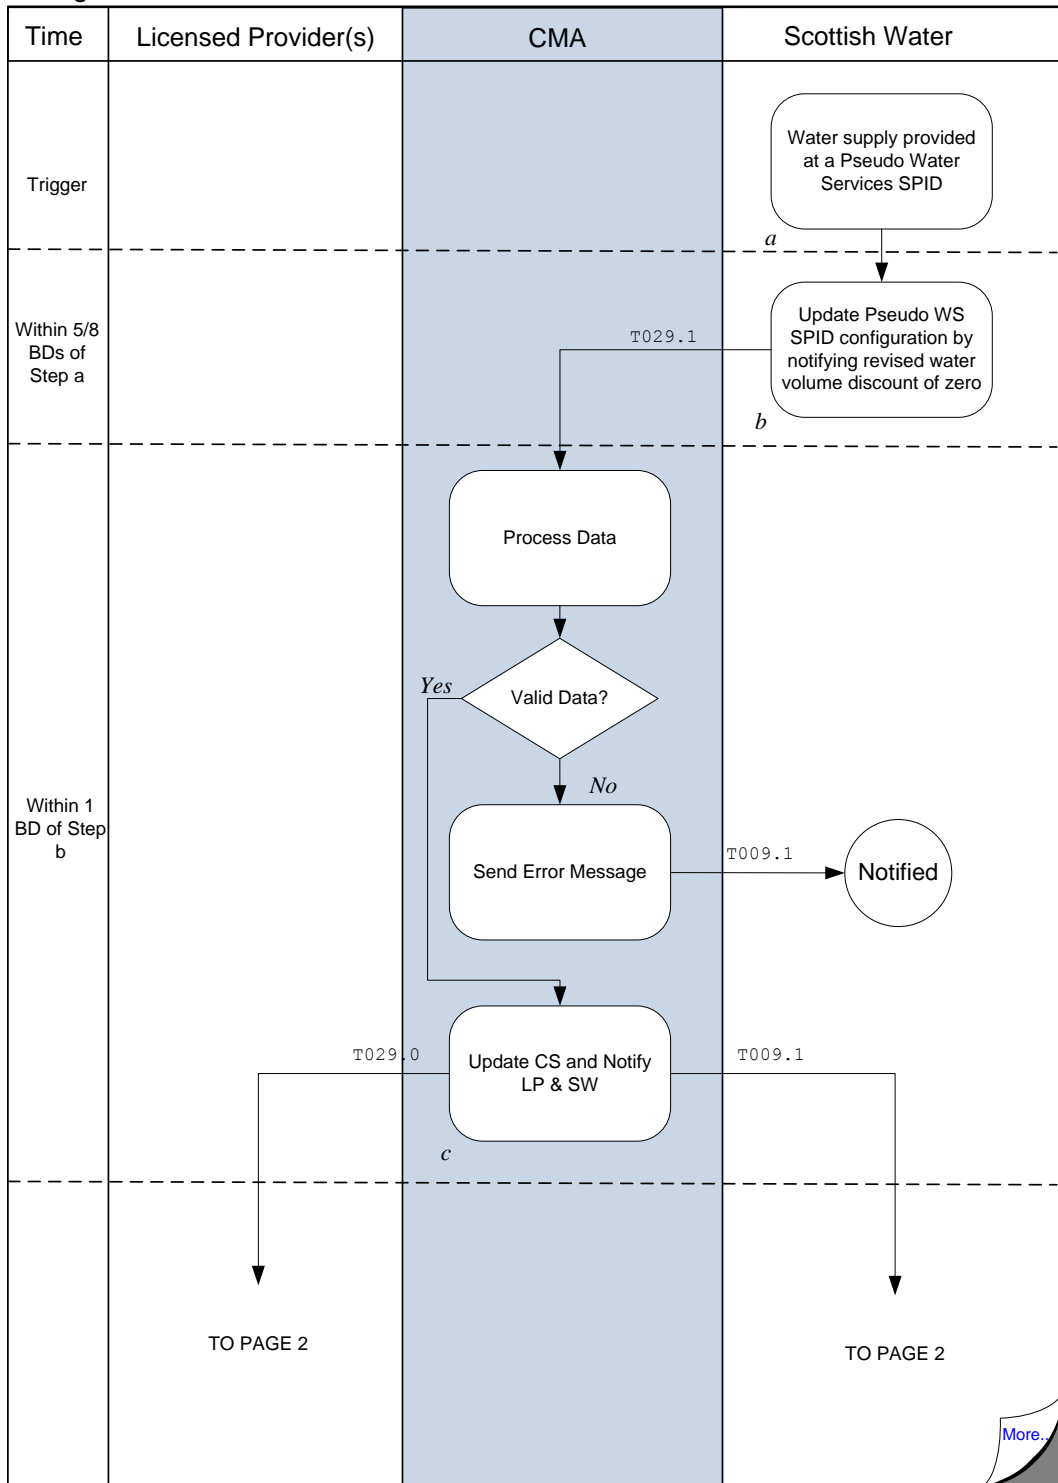 Time
Licensed Provider(s)
CMA
Scottish Water
Trigger
Water supply provided
at a Pseudo Water
Services SPID
a
Within 5/8
BDs of
Step a
T029.1
Update Pseudo WS
SPID configuration by
notifying revised water
volume discount of zero
b
Process Data
Valid Data?
Yes
No
Within 1
BD of Step
b
Send Error Message
T009.1
Notified
T029.0
Update CS and Notify
LP & SW
T009.1
c
TO PAGE 2
TO PAGE 2
More..